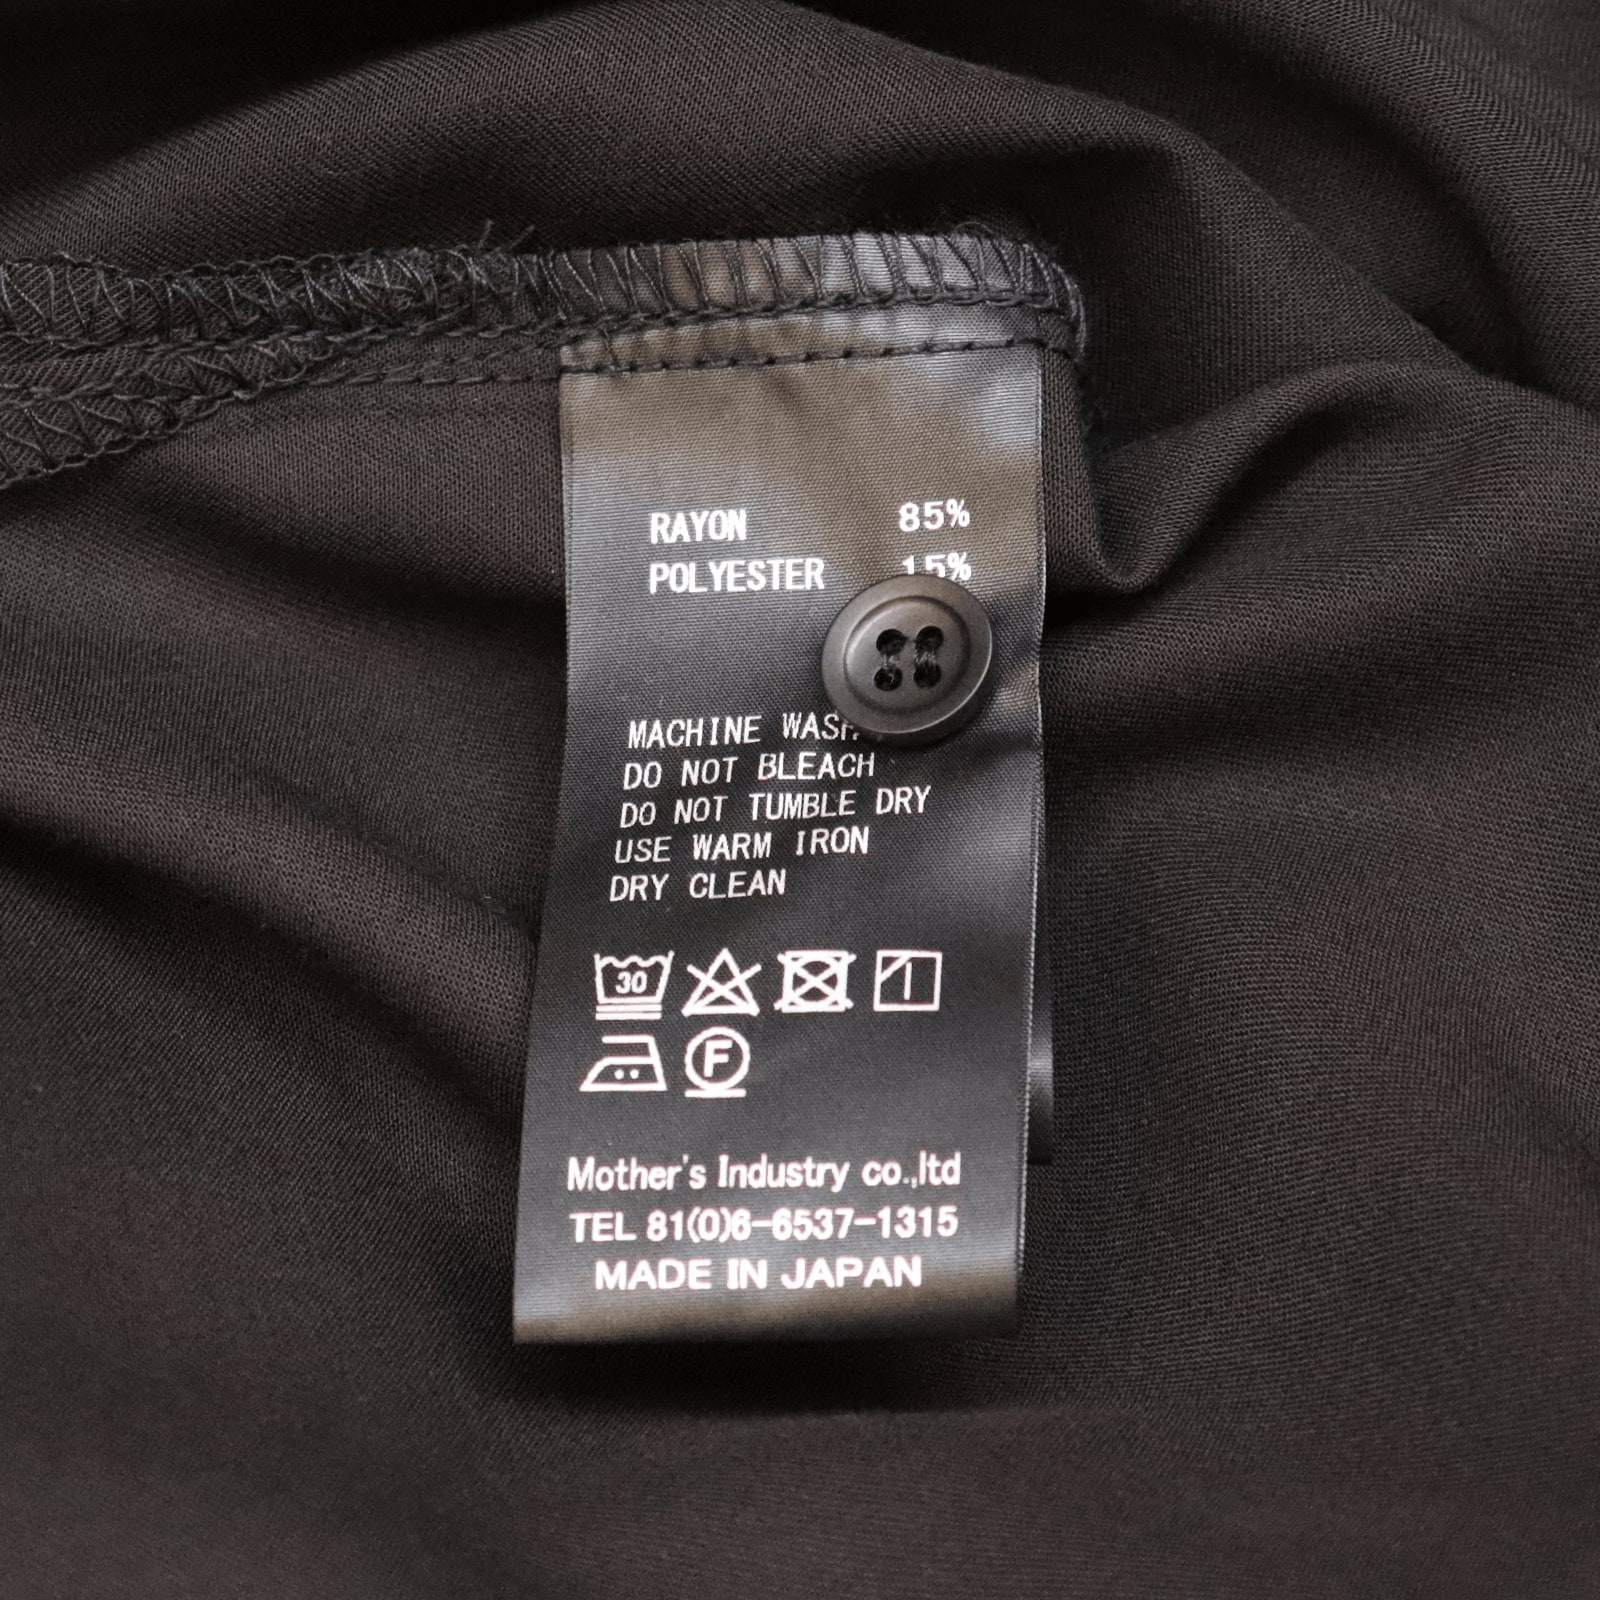 RAYON 85%
POLYESTER 15%
MACHINE WASH
DO NOT BLEACH
DO NOT TUMBLE DRY
USE WARM IRON
DRY CLEAN
30
F
Mother's Industry co.,ltd
TEL 81(0)6-6537-1315
MADE IN JAPAN